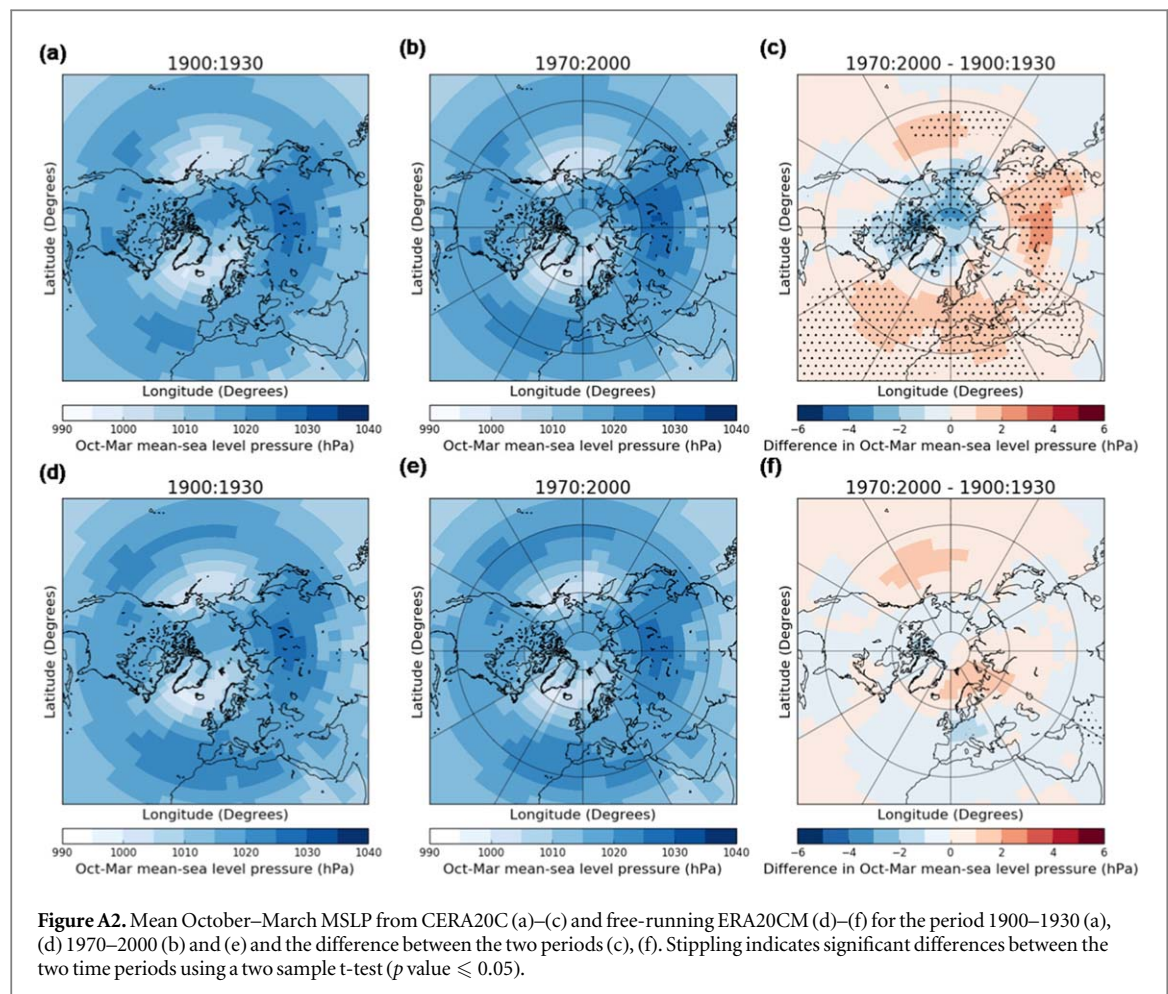 (a)
1900:1930
Latitude (Degrees)
Longitude (Degrees)
990 1000 1010 1020 1030 1040
Oct-Mar mean-sea level pressure (hPa)
(b)
1970:2000
Latitude (Degrees)
Longitude (Degrees)
990 1000 1010 1020 1030 1040
Oct-Mar mean-sea level pressure (hPa)
(c)
1970:2000 - 1900:1930
Latitude (Degrees)
Longitude (Degrees)
−6 −4 −2 0 2 4 6
Difference in Oct-Mar mean-sea level pressure (hPa)
(d)
1900:1930
Latitude (Degrees)
Longitude (Degrees)
990 1000 1010 1020 1030 1040
Oct-Mar mean-sea level pressure (hPa)
(e)
1970:2000
Latitude (Degrees)
Longitude (Degrees)
990 1000 1010 1020 1030 1040
Oct-Mar mean-sea level pressure (hPa)
(f)
1970:2000 - 1900:1930
Latitude (Degrees)
Longitude (Degrees)
−6 −4 −2 0 2 4 6
Difference in Oct-Mar mean-sea level pressure (hPa)
Figure A2. Mean October–March MSLP from CERA20C (a)–(c) and free-running ERA20CM (d)–(f) for the period 1900–1930 (a),
(d) 1970–2000 (b) and (e) and the difference between the two periods (c), (f). Stippling indicates significant differences between the
two time periods using a two sample t-test (p value ⩽ 0.05).